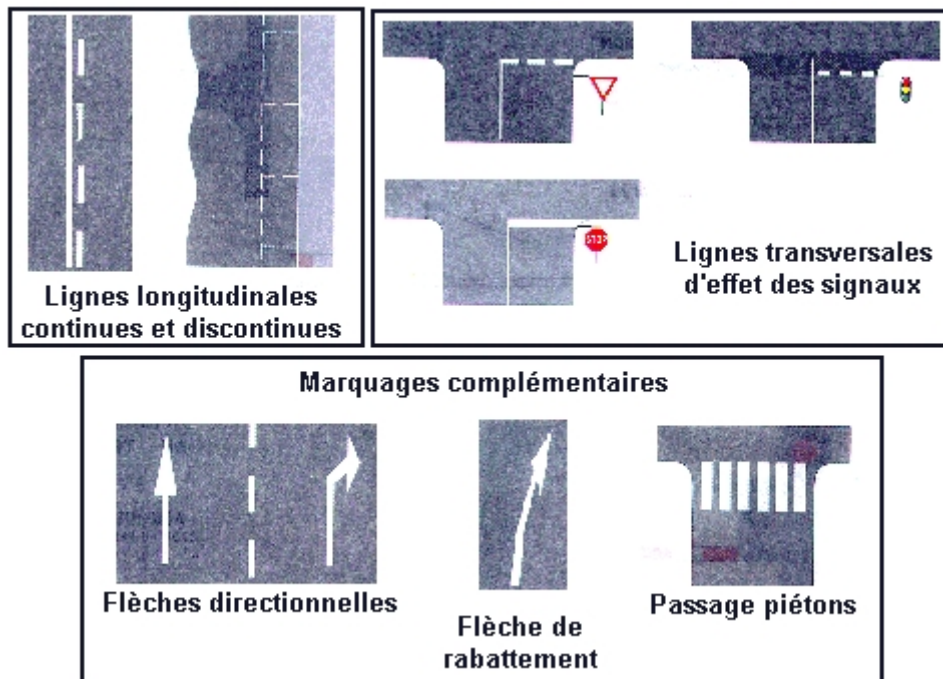 STOP
Lignes longitudinales
continues et discontinues
Lignes transversales
d'effet des signaux
Marquages complémentaires
Flèches directionnelles
Flèche de
rabattement
Passage piétons